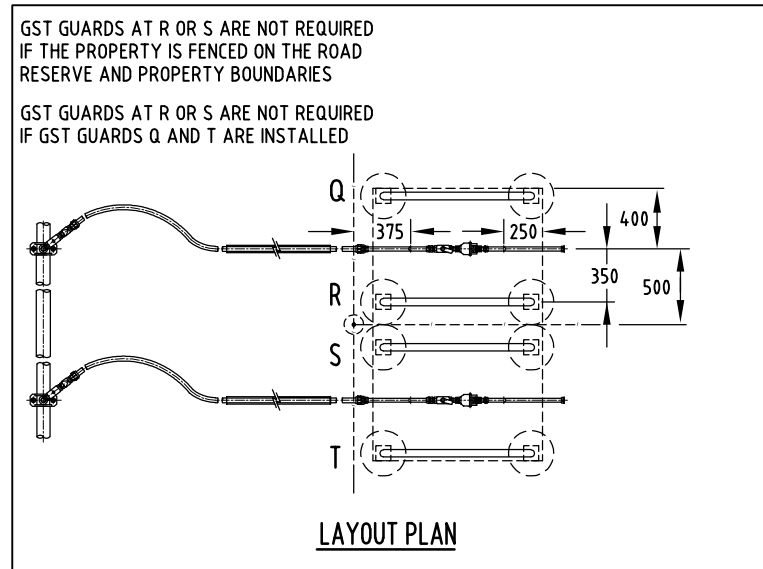 GST GUARDS AT R OR S ARE NOT REQUIRED
IF THE PROPERTY IS FENCED ON THE ROAD
RESERVE AND PROPERTY BOUNDARIES
GST GUARDS AT R OR S ARE NOT REQUIRED
IF GST GUARDS Q AND T ARE INSTALLED
Q
400
375
250
350
500
R
S
T
LAYOUT PLAN